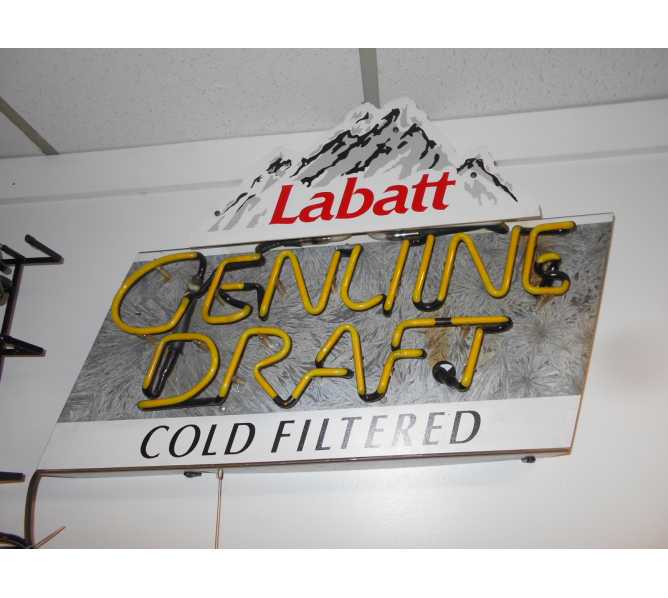 Labatt
GENUINE
DRAFT
COLD FILTERED